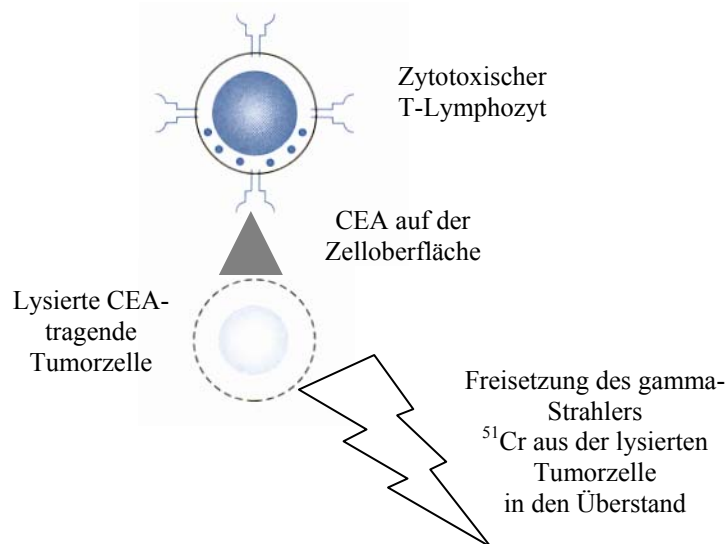 Zytotoxischer
T-Lymphozyt
CEA auf der
Zelloberfläche
Lysierte CEA-
tragende
Tumorzelle
Freisetzung des gamma-
Strahlers
⁵¹Cr aus der lysierten
Tumorzelle
in den Überstand